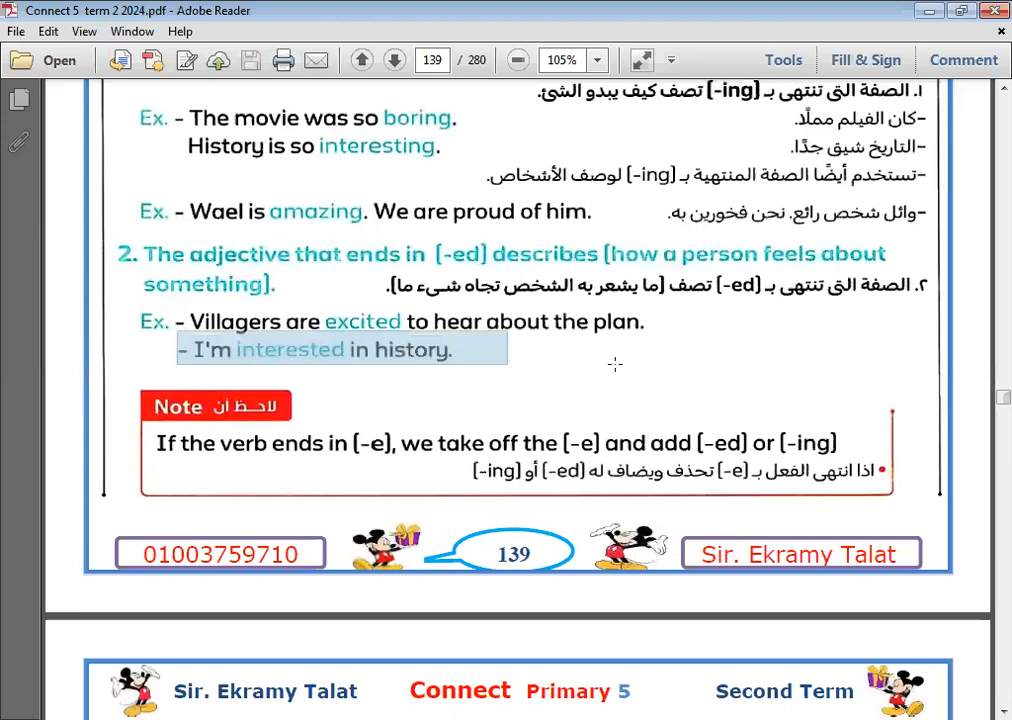 Connect 5 term 2 2024.pdf - Adobe Reader
File Edit View Window Help
Open 139 / 280 105% Tools Fill & Sign Comment
١. الصفة التى تنتهى بـ [-ing] تصف كيف يبدو الشئ.
Ex. - The movie was so boring. -كان الفيلم مملًا.
History is so interesting. -التاريخ شيق جدًا.
-تستخدم أيضًا الصفة المنتهية بـ [-ing] لوصف الأشخاص.
Ex. - Wael is amazing. We are proud of him. -وائل شخص رائع. نحن فخورين به.
2. The adjective that ends in [-ed] describes [how a person feels about
something]. ٢. الصفة التى تنتهى بـ [-ed] تصف [ما يشعر به الشخص تجاه شىء ما].
Ex. - Villagers are excited to hear about the plan.
- I'm interested in history.
Note لاحظ أن
If the verb ends in [-e], we take off the [-e] and add [-ed] or [-ing]
• اذا انتهى الفعل بـ [-e] تحذف ويضاف له [-ed] أو [-ing]
01003759710 139 Sir. Ekramy Talat
Sir. Ekramy Talat Connect Primary 5 Second Term